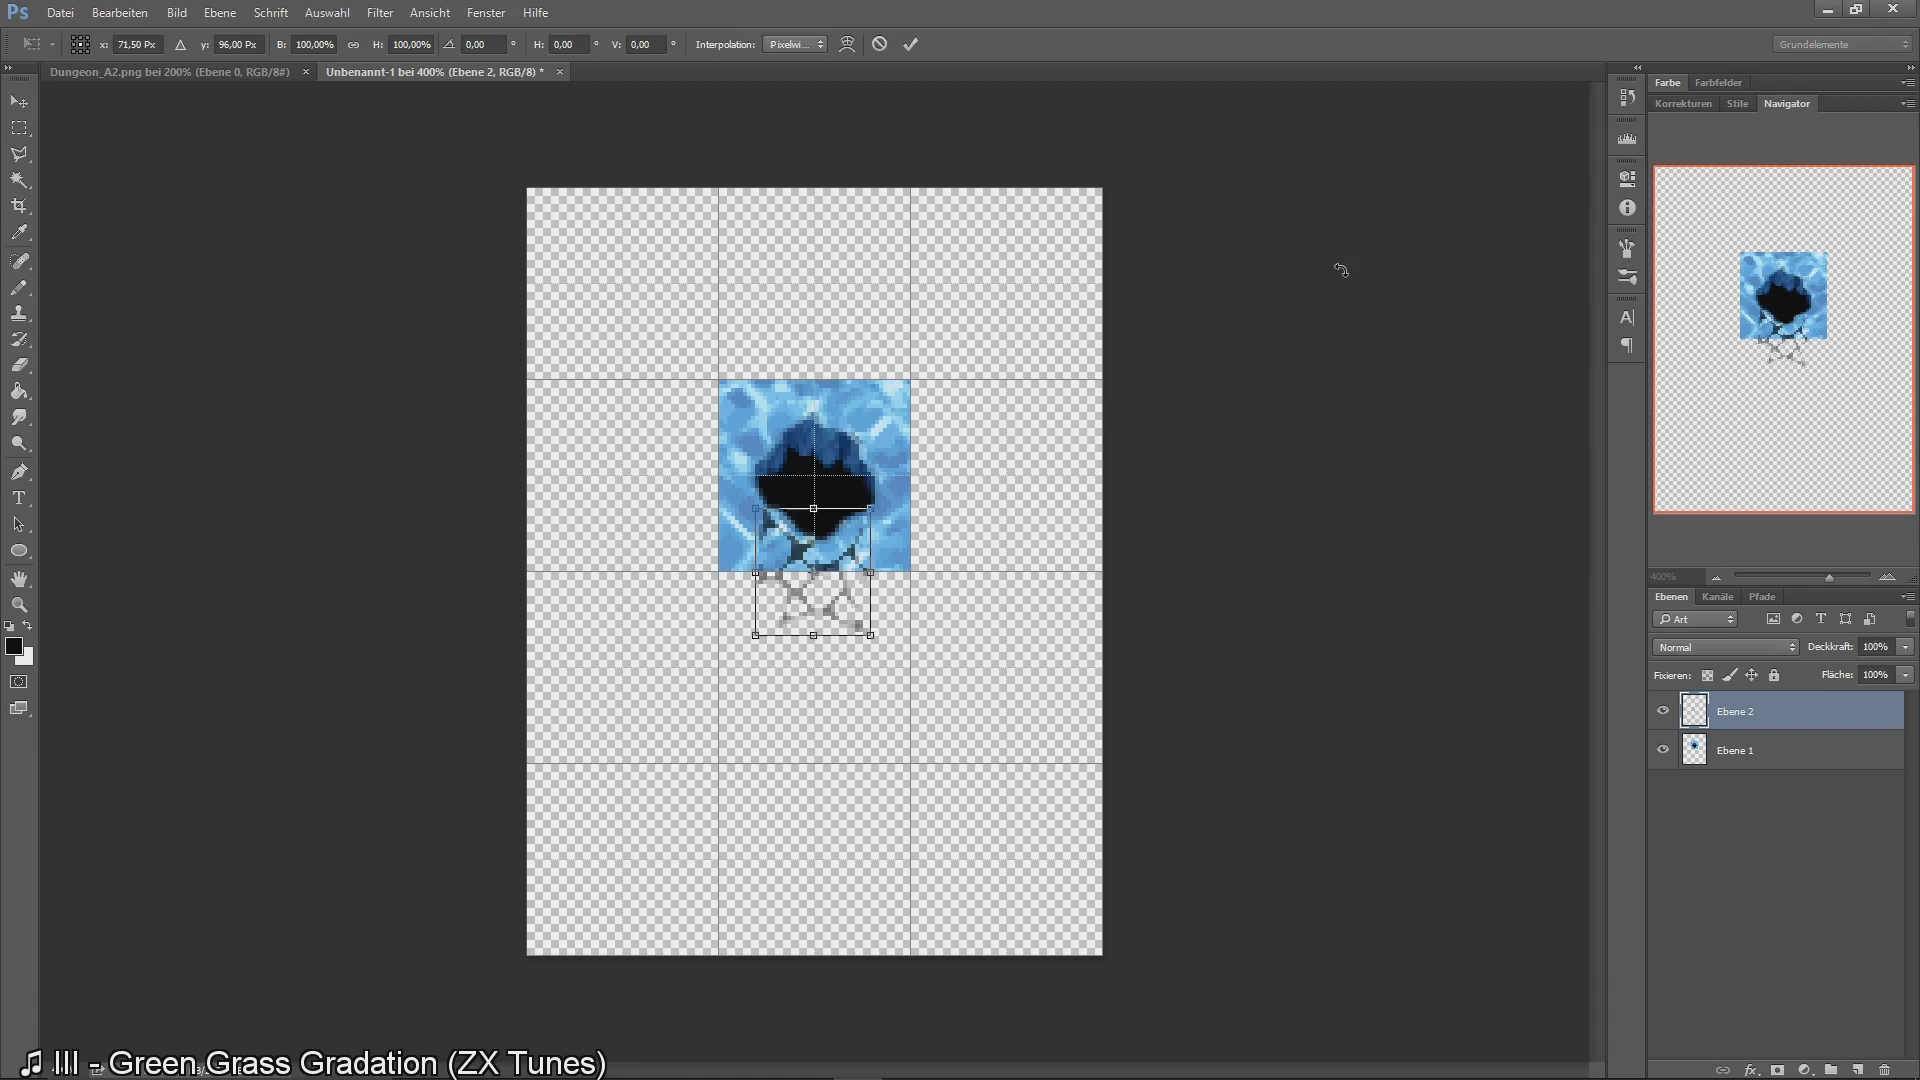 Ps Datei Bearbeiten Bild Ebene Schrift Auswahl Filter Ansicht Fenster Hilfe
x: 71,50 Px y: 96,00 Px B: 100,00% H: 100,00% 0,00 ° H: 0,00 ° V: 0,00 ° Interpolation: Pixelwi... Grundelemente
Dungeon_A2.png bei 200% (Ebene 0, RGB/8#) × Unbenannt-1 bei 400% (Ebene 2, RGB/8) * ×
Farbe Farbfelder
Korrekturen Stile Navigator
400%
Ebenen Kanäle Pfade
Art
Normal Deckkraft: 100%
Fixieren: Fläche: 100%
Ebene 2
Ebene 1
♫ III - Green Grass Gradation (ZX Tunes)